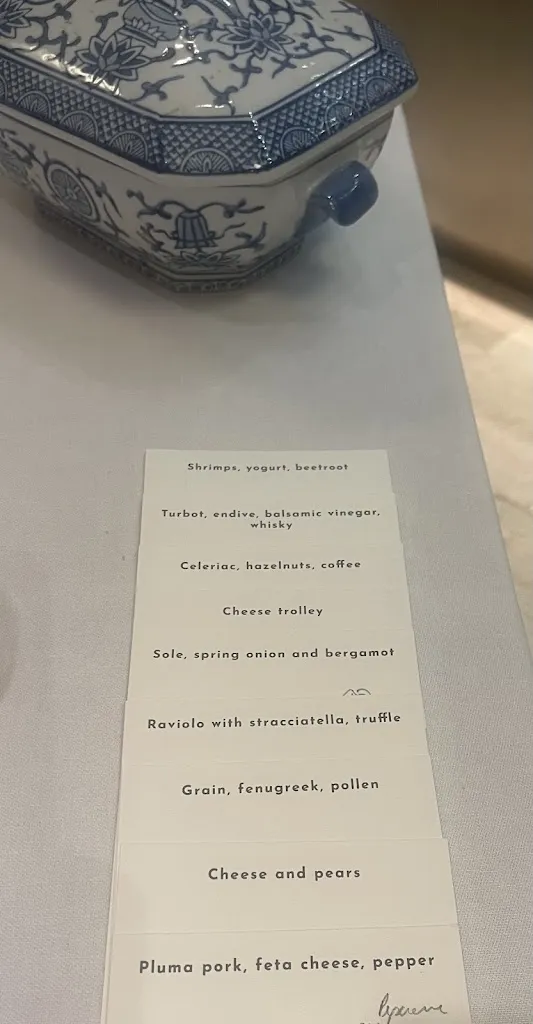 Shrimps, yogurt, beetroot
Turbot, endive, balsamic vinegar,
whisky
Celeriac, hazelnuts, coffee
Cheese trolley
Sole, spring onion and bergamot
Raviolo with stracciatella, truffle
Grain, fenugreek, pollen
Cheese and pears
Pluma pork, feta cheese, pepper